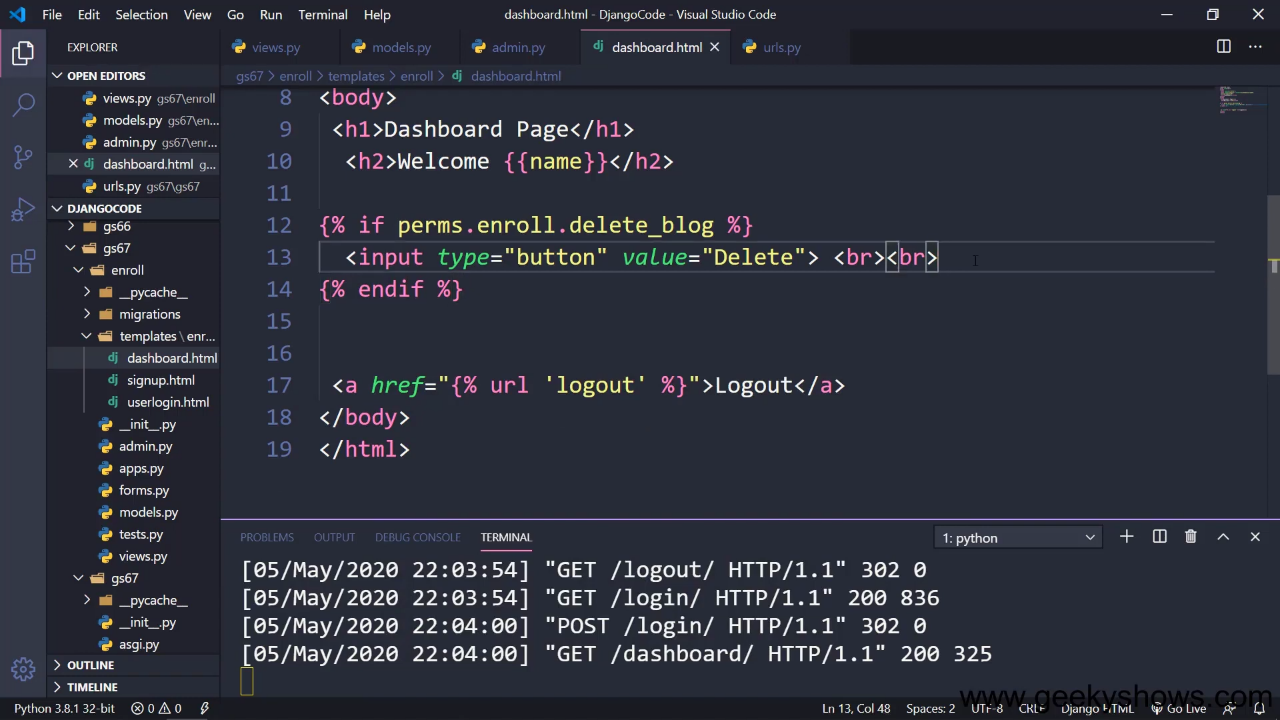 File Edit Selection View Go Run Terminal Help dashboard.html - DjangoCode - Visual Studio Code
EXPLORER
OPEN EDITORS
views.py gs67/enroll
models.py gs67/en...
admin.py gs67/enr...
dashboard.html g...
urls.py gs67\gs67
DJANGOCODE
gs66
gs67
enroll
__pycache__
migrations
templates \ enr...
dashboard.html
signup.html
userlogin.html
__init__.py
admin.py
apps.py
forms.py
models.py
tests.py
views.py
gs67
__pycache__
__init__.py
asgi.py
OUTLINE
TIMELINE
views.py models.py admin.py dashboard.html urls.py
gs67 > enroll > templates > enroll > dashboard.html
8 <body>
9 <h1>Dashboard Page</h1>
10 <h2>Welcome {{name}}</h2>
11
12 {% if perms.enroll.delete_blog %}
13 <input type="button" value="Delete"> <br><br>
14 {% endif %}
15
16
17 <a href="{% url 'logout' %}">Logout</a>
18 </body>
19 </html>
PROBLEMS OUTPUT DEBUG CONSOLE TERMINAL 1: python
[05/May/2020 22:03:54] "GET /logout/ HTTP/1.1" 302 0
[05/May/2020 22:03:54] "GET /login/ HTTP/1.1" 200 836
[05/May/2020 22:04:00] "POST /login/ HTTP/1.1" 302 0
[05/May/2020 22:04:00] "GET /dashboard/ HTTP/1.1" 200 325
www.geekyshows.com
Python 3.8.1 32-bit 0 0 Ln 13, Col 48 Spaces: 2 UTF-8 CRLF Django HTML Go Live